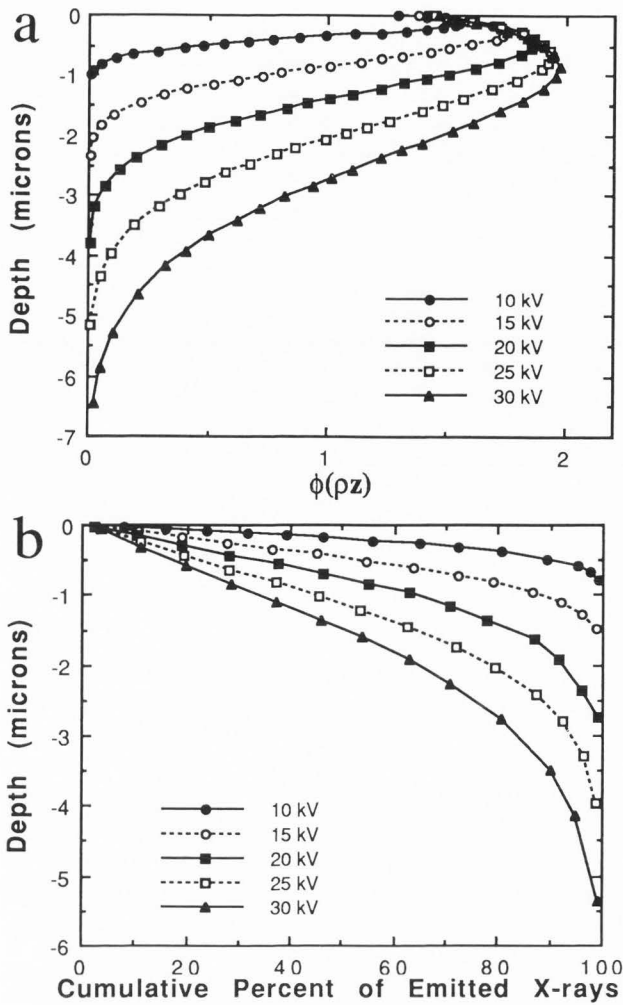 a
0
-1
-2
-3
-4
-5
-6
-7
Depth (microns)
10 kV
15 kV
20 kV
25 kV
30 kV
0
1
2
ϕ(ρz)
b
0
-1
-2
-3
-4
-5
-6
Depth (microns)
10 kV
15 kV
20 kV
25 kV
30 kV
0
20
40
60
80
100
Cumulative Percent of Emitted X-rays